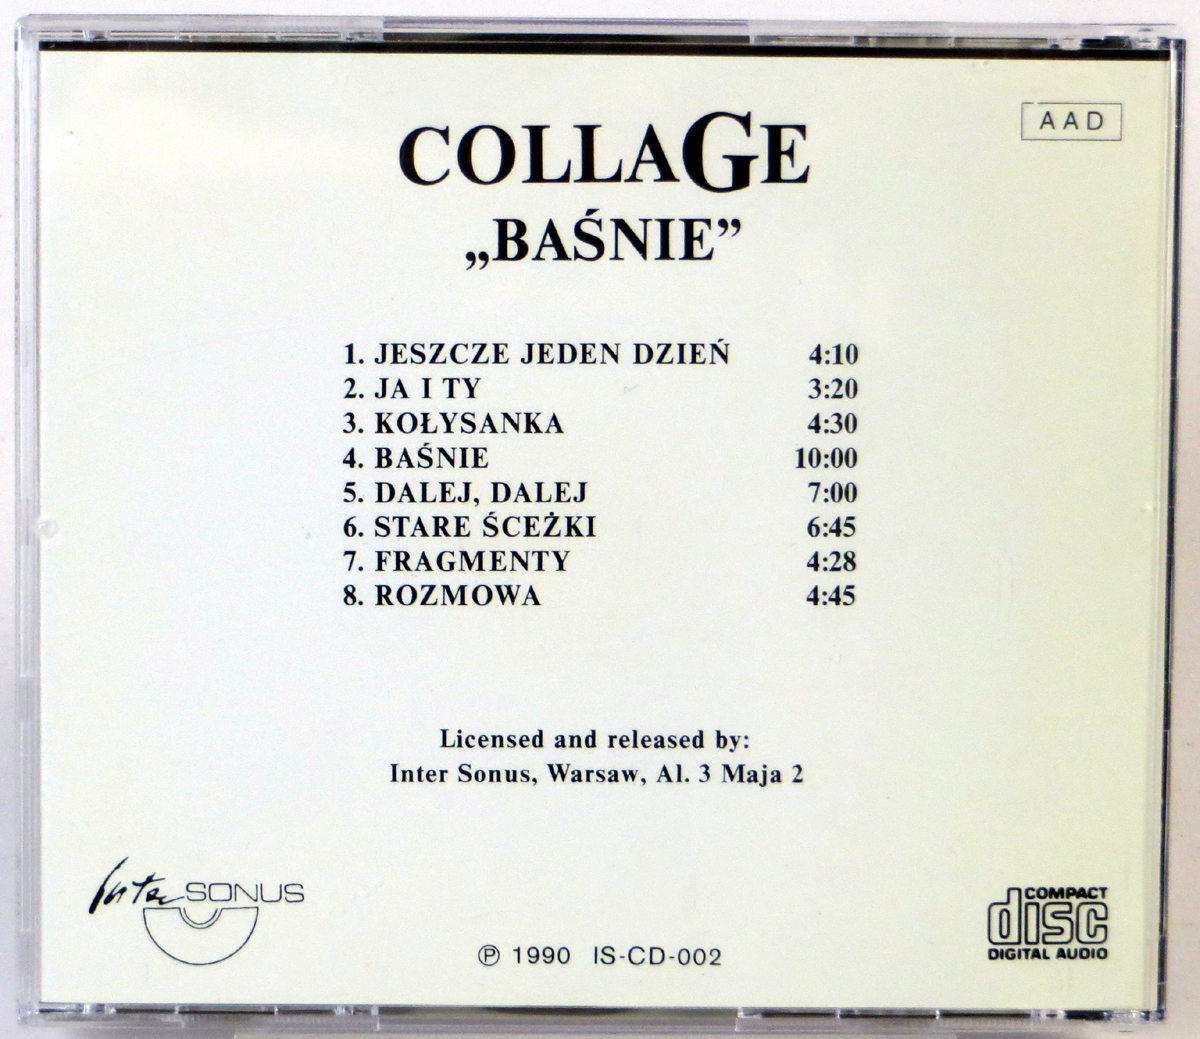 AAD
COLLAGE
„BAŚNIE”
1. JESZCZE JEDEN DZIEŃ 4:10
2. JA I TY 3:20
3. KOŁYSANKA 4:30
4. BAŚNIE 10:00
5. DALEJ, DALEJ 7:00
6. STARE ŚCEŻKI 6:45
7. FRAGMENTY 4:28
8. ROZMOWA 4:45
Licensed and released by:
Inter Sonus, Warsaw, Al. 3 Maja 2
Inter SONUS
COMPACT
disc
DIGITAL AUDIO
℗ 1990 IS-CD-002